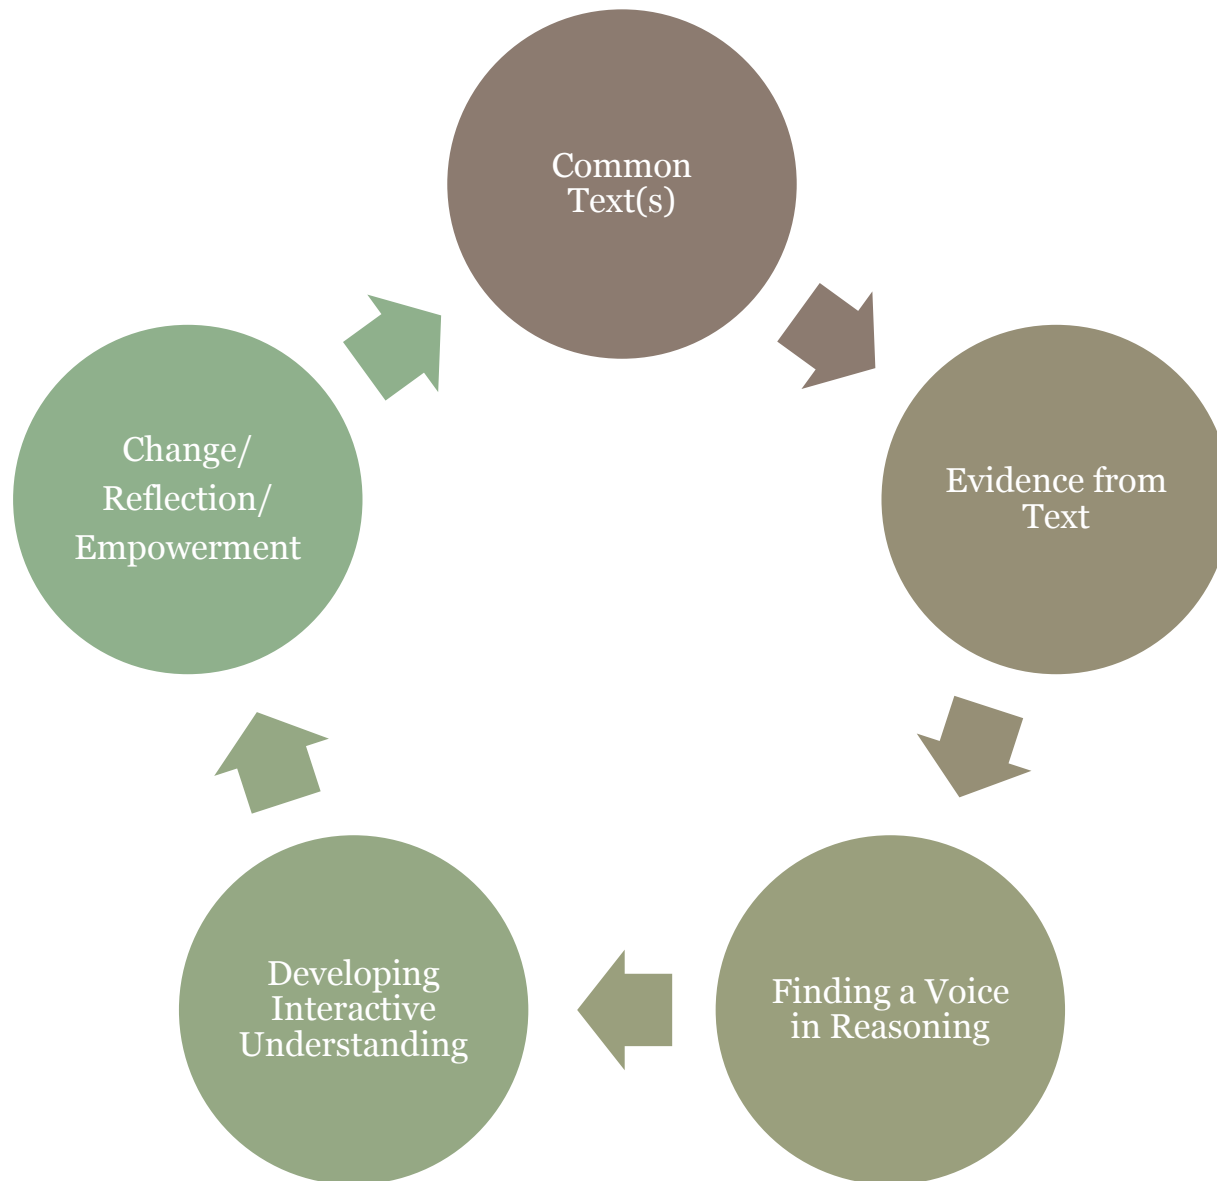 Common
Text(s)
Evidence from
Text
Finding a Voice
in Reasoning
Developing
Interactive
Understanding
Change/
Reflection/
Empowerment